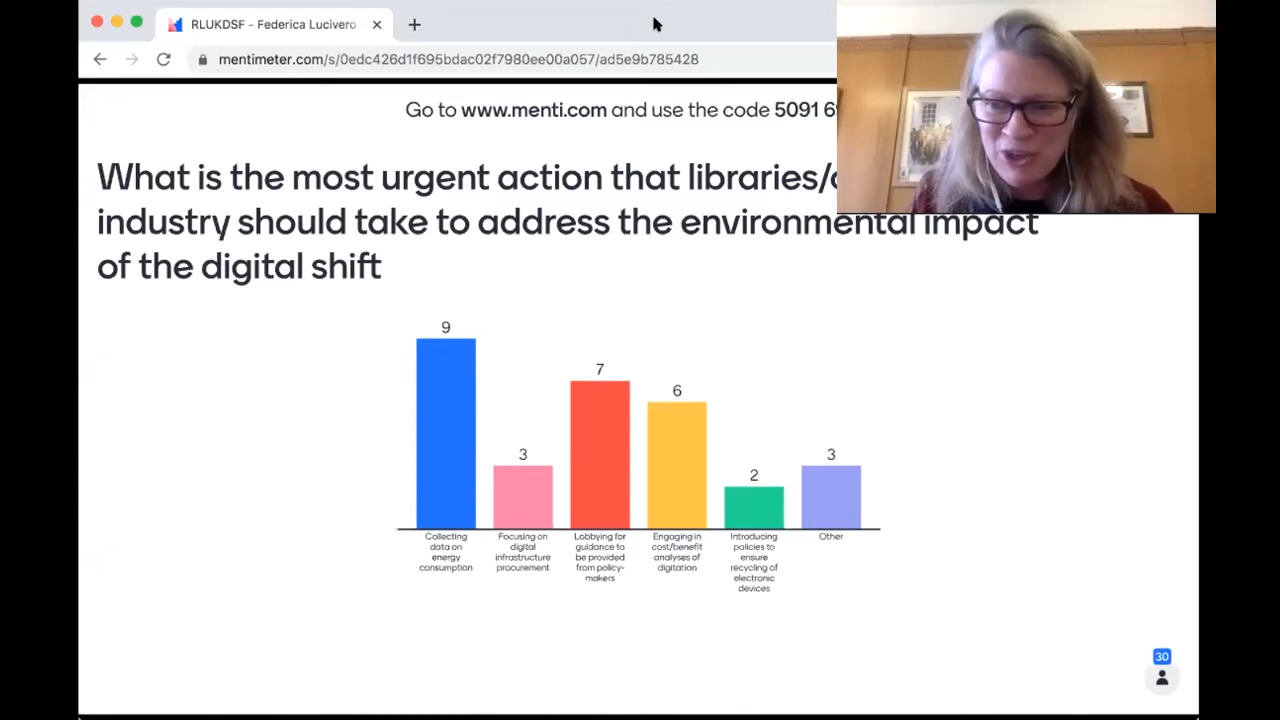 RLUKDSF - Federica Lucivero
mentimeter.com/s/0edc426d1f695bdac02f7980ee00a057/ad5e9b785428
Go to www.menti.com and use the code 5091
What is the most urgent action that libraries/
industry should take to address the environmental impact
of the digital shift
9
3
7
6
2
3
Collecting
data on
energy
consumption
Focusing on
digital
infrastructure
procurement
Lobbying for
guidance to
be provided
from policy-
makers
Engaging in
cost/benefit
analyses of
digitation
Introducing
policies to
ensure
recycling of
electronic
devices
Other
30